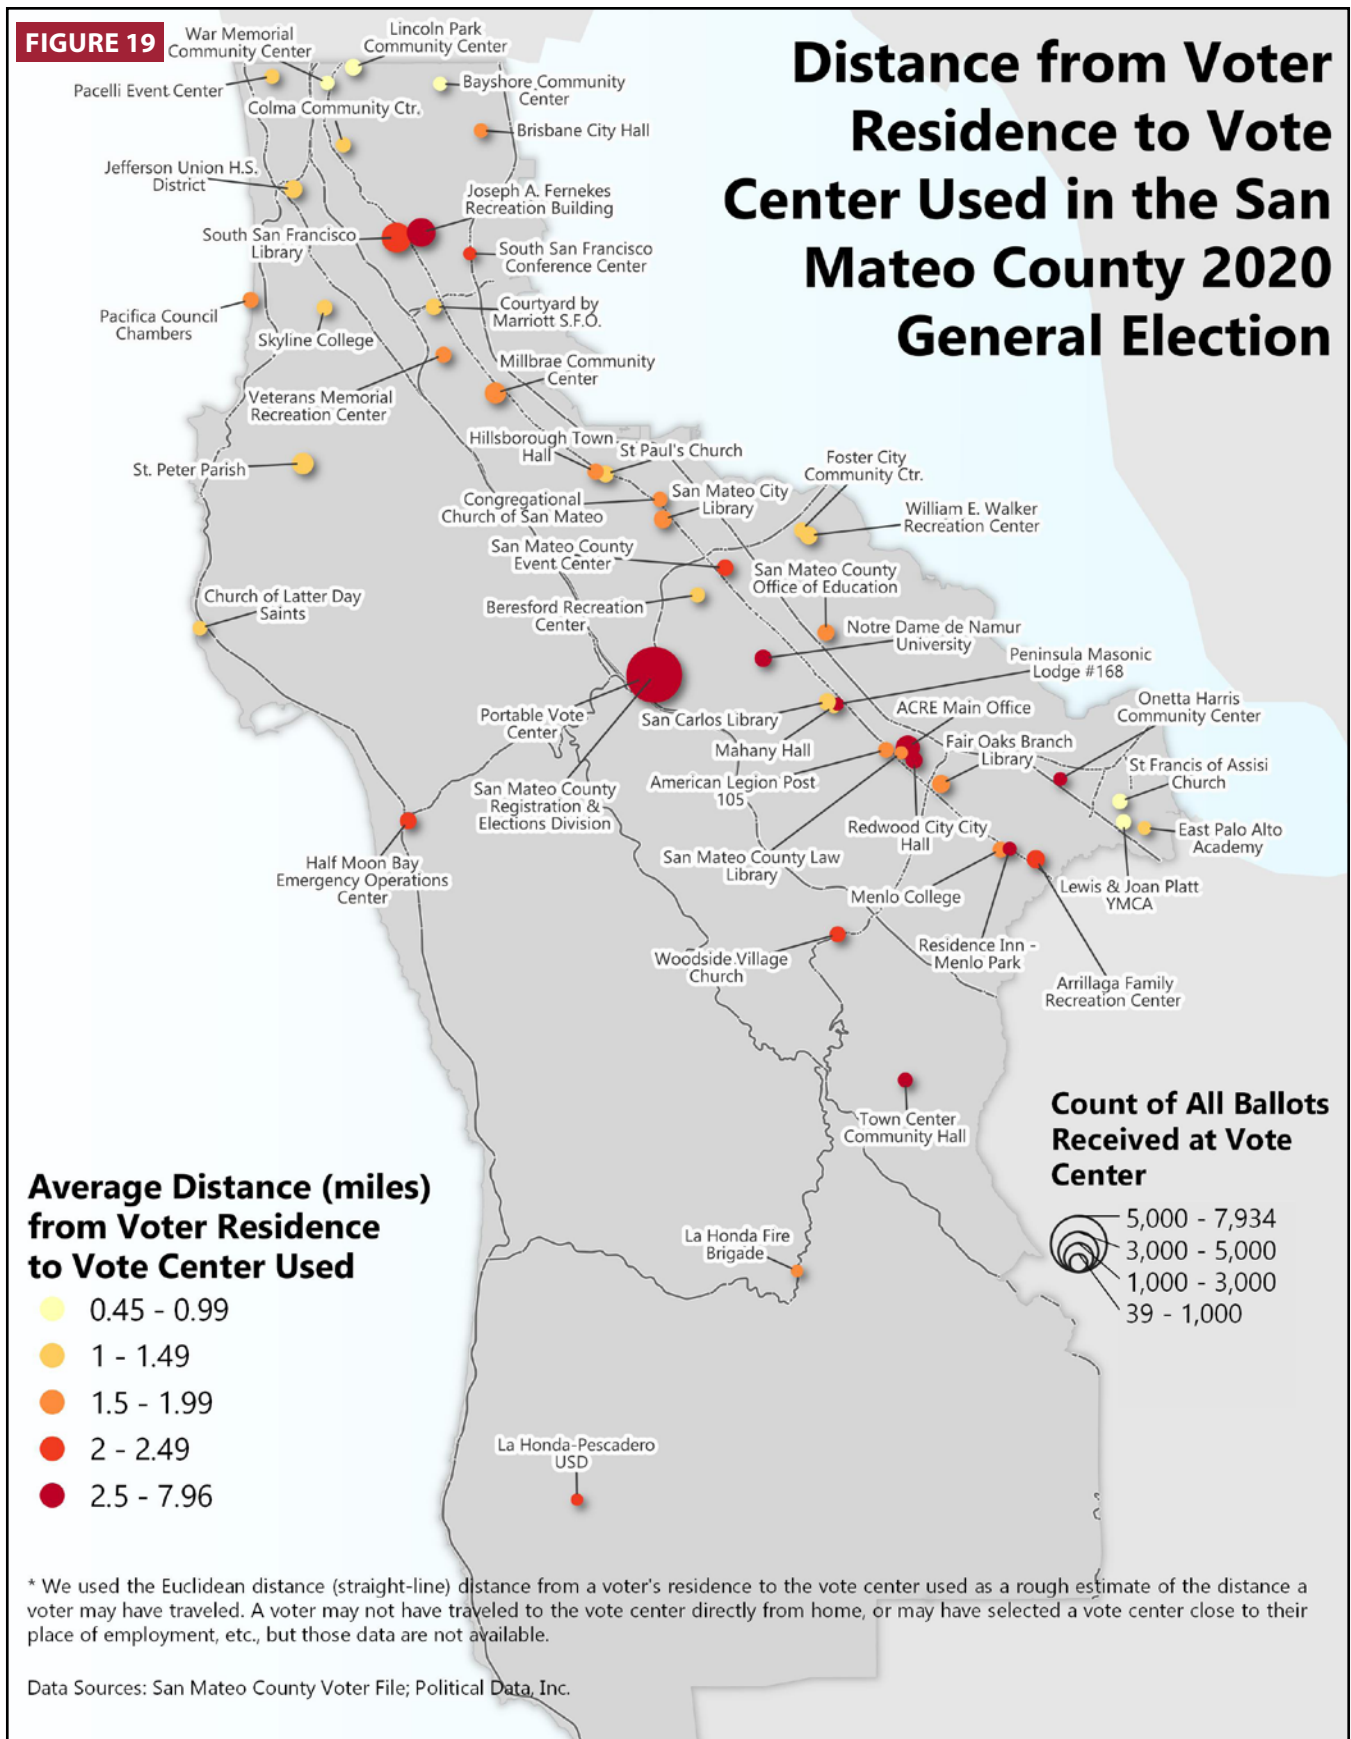 FIGURE 19
Distance from Voter
Residence to Vote
Center Used in the San
Mateo County 2020
General Election
War Memorial
Community Center
Lincoln Park
Community Center
Pacelli Event Center
Bayshore Community
Center
Colma Community Ctr.
Brisbane City Hall
Jefferson Union H.S.
District
Joseph A. Fernekes
Recreation Building
South San Francisco
Library
South San Francisco
Conference Center
Pacifica Council
Chambers
Skyline College
Courtyard by
Marriott S.F.O.
Millbrae Community
Center
Veterans Memorial
Recreation Center
Hillsborough Town
Hall
St Paul's Church
St. Peter Parish
Foster City
Community Ctr.
Congregational
Church of San Mateo
San Mateo City
Library
William E. Walker
Recreation Center
San Mateo County
Event Center
San Mateo County
Office of Education
Church of Latter Day
Saints
Beresford Recreation
Center
Notre Dame de Namur
University
Peninsula Masonic
Lodge #168
Portable Vote
Center
San Carlos Library
ACRE Main Office
Onetta Harris
Community Center
Mahany Hall
Fair Oaks Branch
Library
St Francis of Assisi
Church
American Legion Post
105
San Mateo County
Registration &
Elections Division
Redwood City City
Hall
East Palo Alto
Academy
Half Moon Bay
Emergency Operations
Center
San Mateo County Law
Library
Menlo College
Lewis & Joan Platt
YMCA
Woodside Village
Church
Residence Inn -
Menlo Park
Arrillaga Family
Recreation Center
Town Center
Community Hall
La Honda Fire
Brigade
La Honda-Pescadero
USD
Count of All Ballots
Received at Vote
Center
5,000 - 7,934
3,000 - 5,000
1,000 - 3,000
39 - 1,000
Average Distance (miles)
from Voter Residence
to Vote Center Used
0.45 - 0.99
1 - 1.49
1.5 - 1.99
2 - 2.49
2.5 - 7.96
* We used the Euclidean distance (straight-line) distance from a voter's residence to the vote center used as a rough estimate of the distance a
voter may have traveled. A voter may not have traveled to the vote center directly from home, or may have selected a vote center close to their
place of employment, etc., but those data are not available.
Data Sources: San Mateo County Voter File; Political Data, Inc.